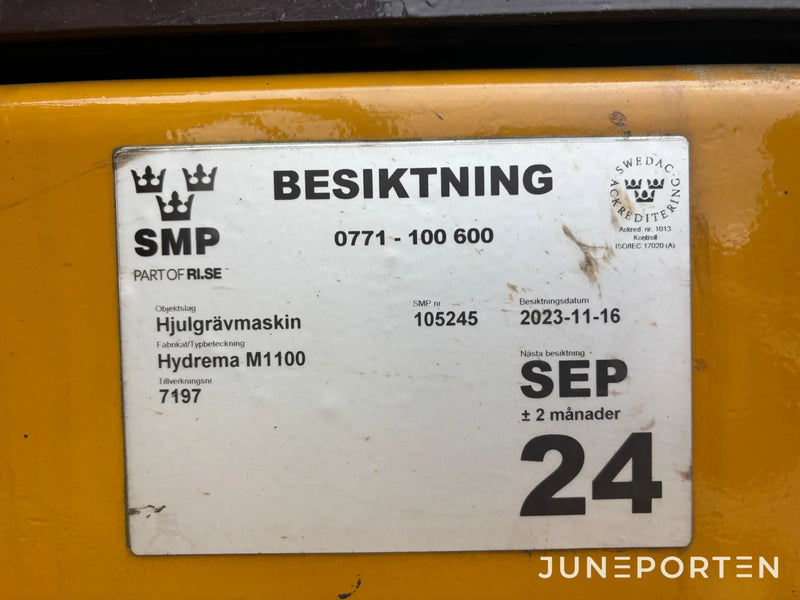 BESIKTNING
SMP
PART OF RI.SE
0771 - 100 600
SWEDAC ACKREDITERING
Ackred. nr. 1013
Kontroll
ISO/IEC 17020 (A)
Objektslag
Hjulgrävmaskin
Fabrikat/Typbeteckning
Hydrema M1100
Tillverkningsnr
7197
SMP nr
105245
Besiktningsdatum
2023-11-16
Nästa besiktning
SEP
± 2 månader
24
JUNEPORTEN